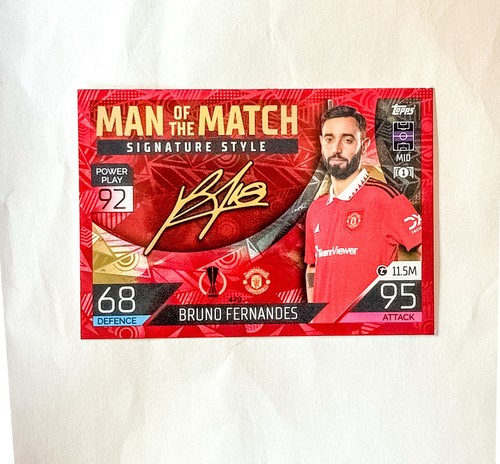 MAN OF THE MATCH
SIGNATURE STYLE
Topps
MID
1
POWER
PLAY
92
TeamViewer
11.5M
68
DEFENCE
BRUNO FERNANDES
95
ATTACK